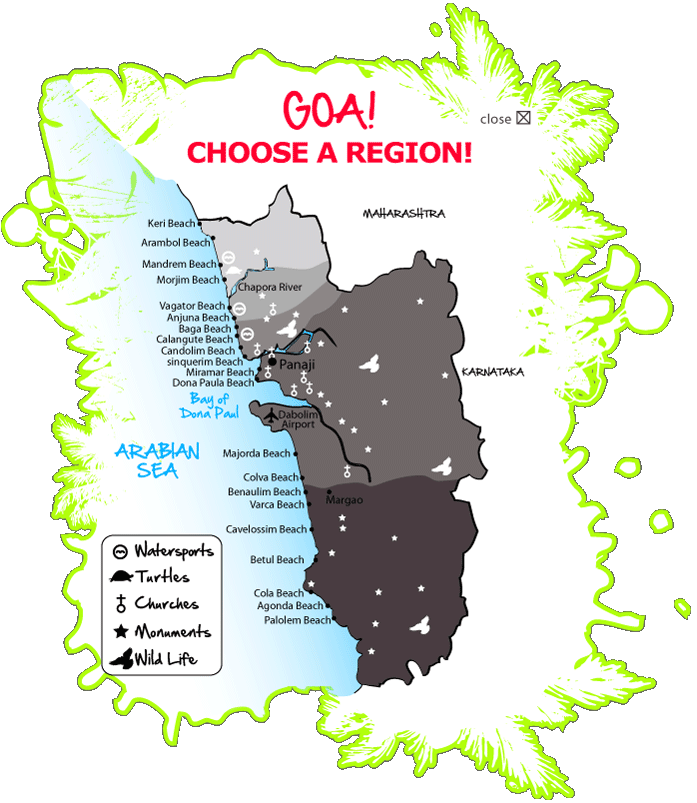 GOA!
close
CHOOSE A REGION!
MAHARASHTRA
Keri Beach
Arambol Beach
Mandrem Beach
Morjim Beach
Chapora River
Vagator Beach
Anjuna Beach
Baga Beach
Calangute Beach
Candolim Beach
sinquerim Beach
Panaji
Miramar Beach
KARNATAKA
Dona Paula Beach
Bay of
Dona Paul
Dabolim
Airport
ARABIAN
SEA
Majorda Beach
Colva Beach
Benaulim Beach
Margao
Varca Beach
Cavelossim Beach
Betul Beach
Cola Beach
Agonda Beach
Palolem Beach
Watersports
Turtles
Churches
Monuments
Wild Life